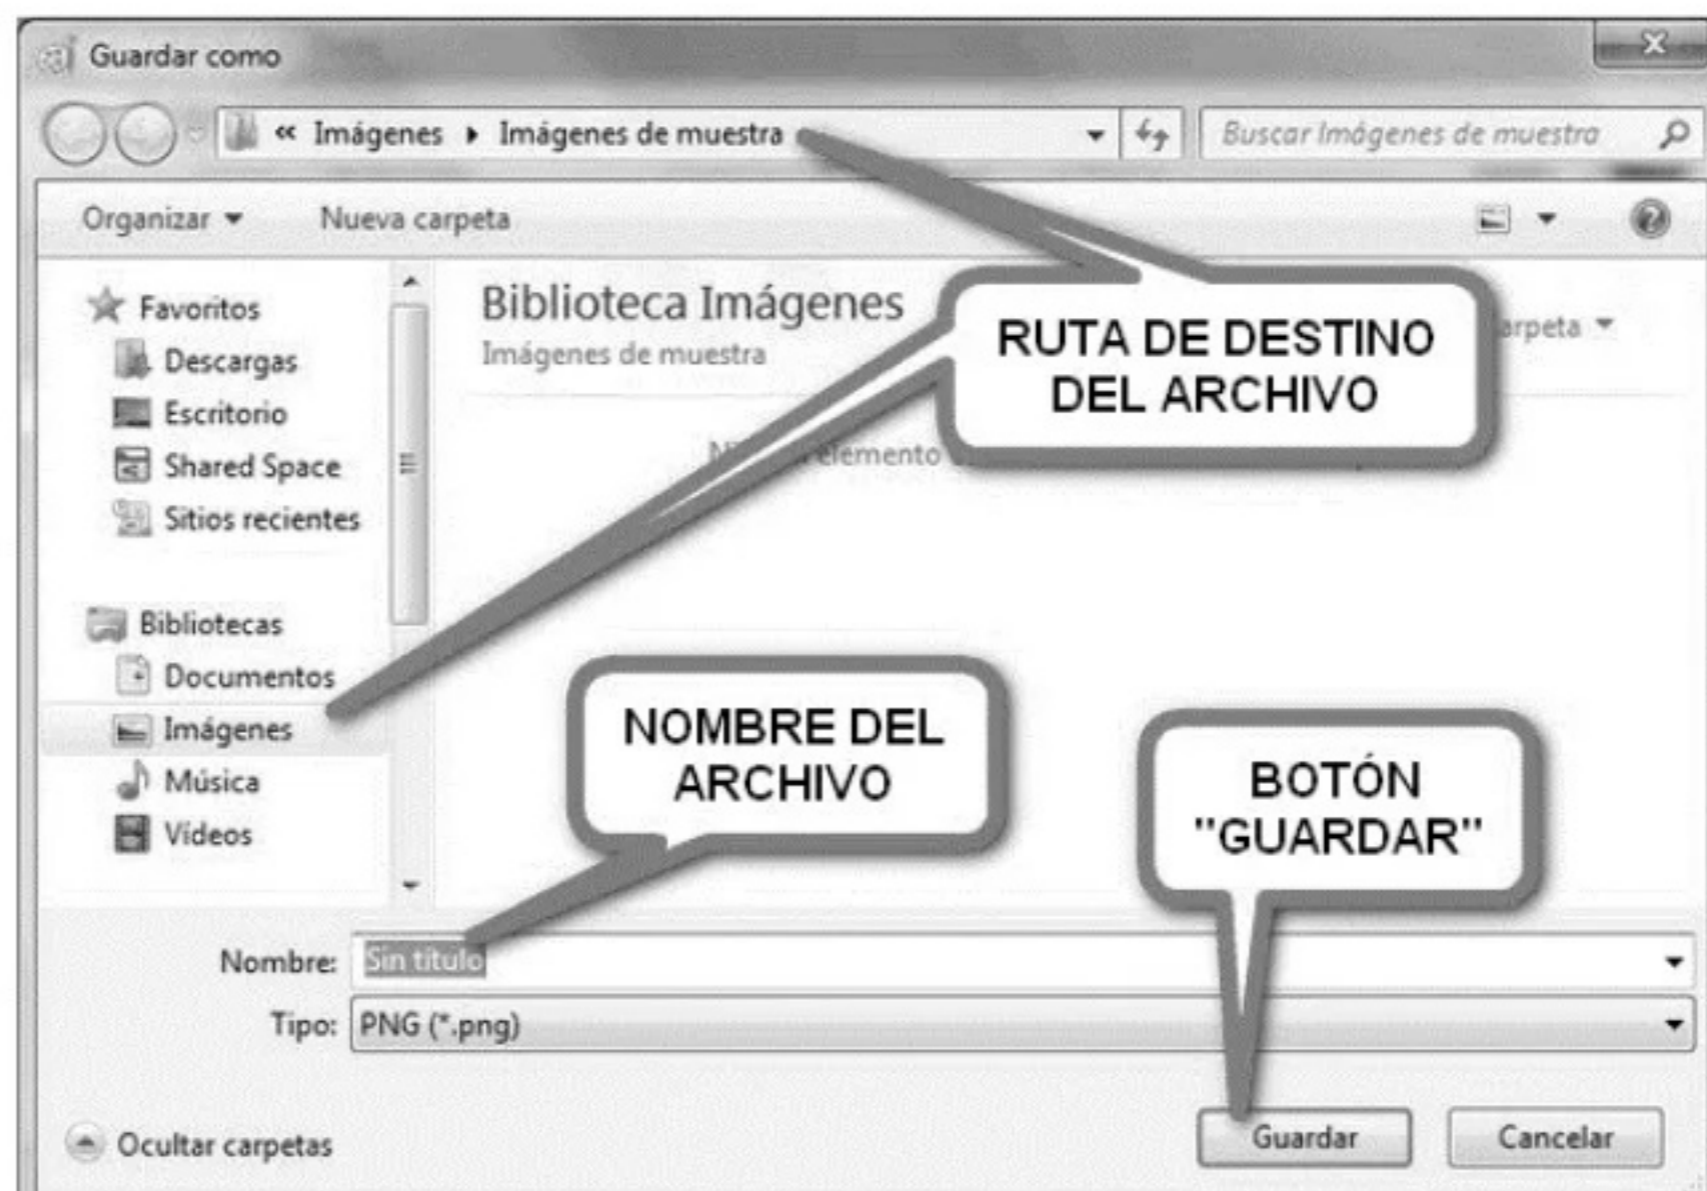 Guardar como
« Imágenes ▸ Imágenes de muestra
Buscar Imágenes de muestra
Organizar
Nueva carpeta
Favoritos
Descargas
Escritorio
Shared Space
Sitios recientes
Bibliotecas
Documentos
Imágenes
Música
Vídeos
Biblioteca Imágenes
Imágenes de muestra
elemento
RUTA DE DESTINO
DEL ARCHIVO
NOMBRE DEL
ARCHIVO
BOTÓN
"GUARDAR"
Nombre: Sin título
Tipo: PNG (*.png)
Ocultar carpetas
Guardar
Cancelar